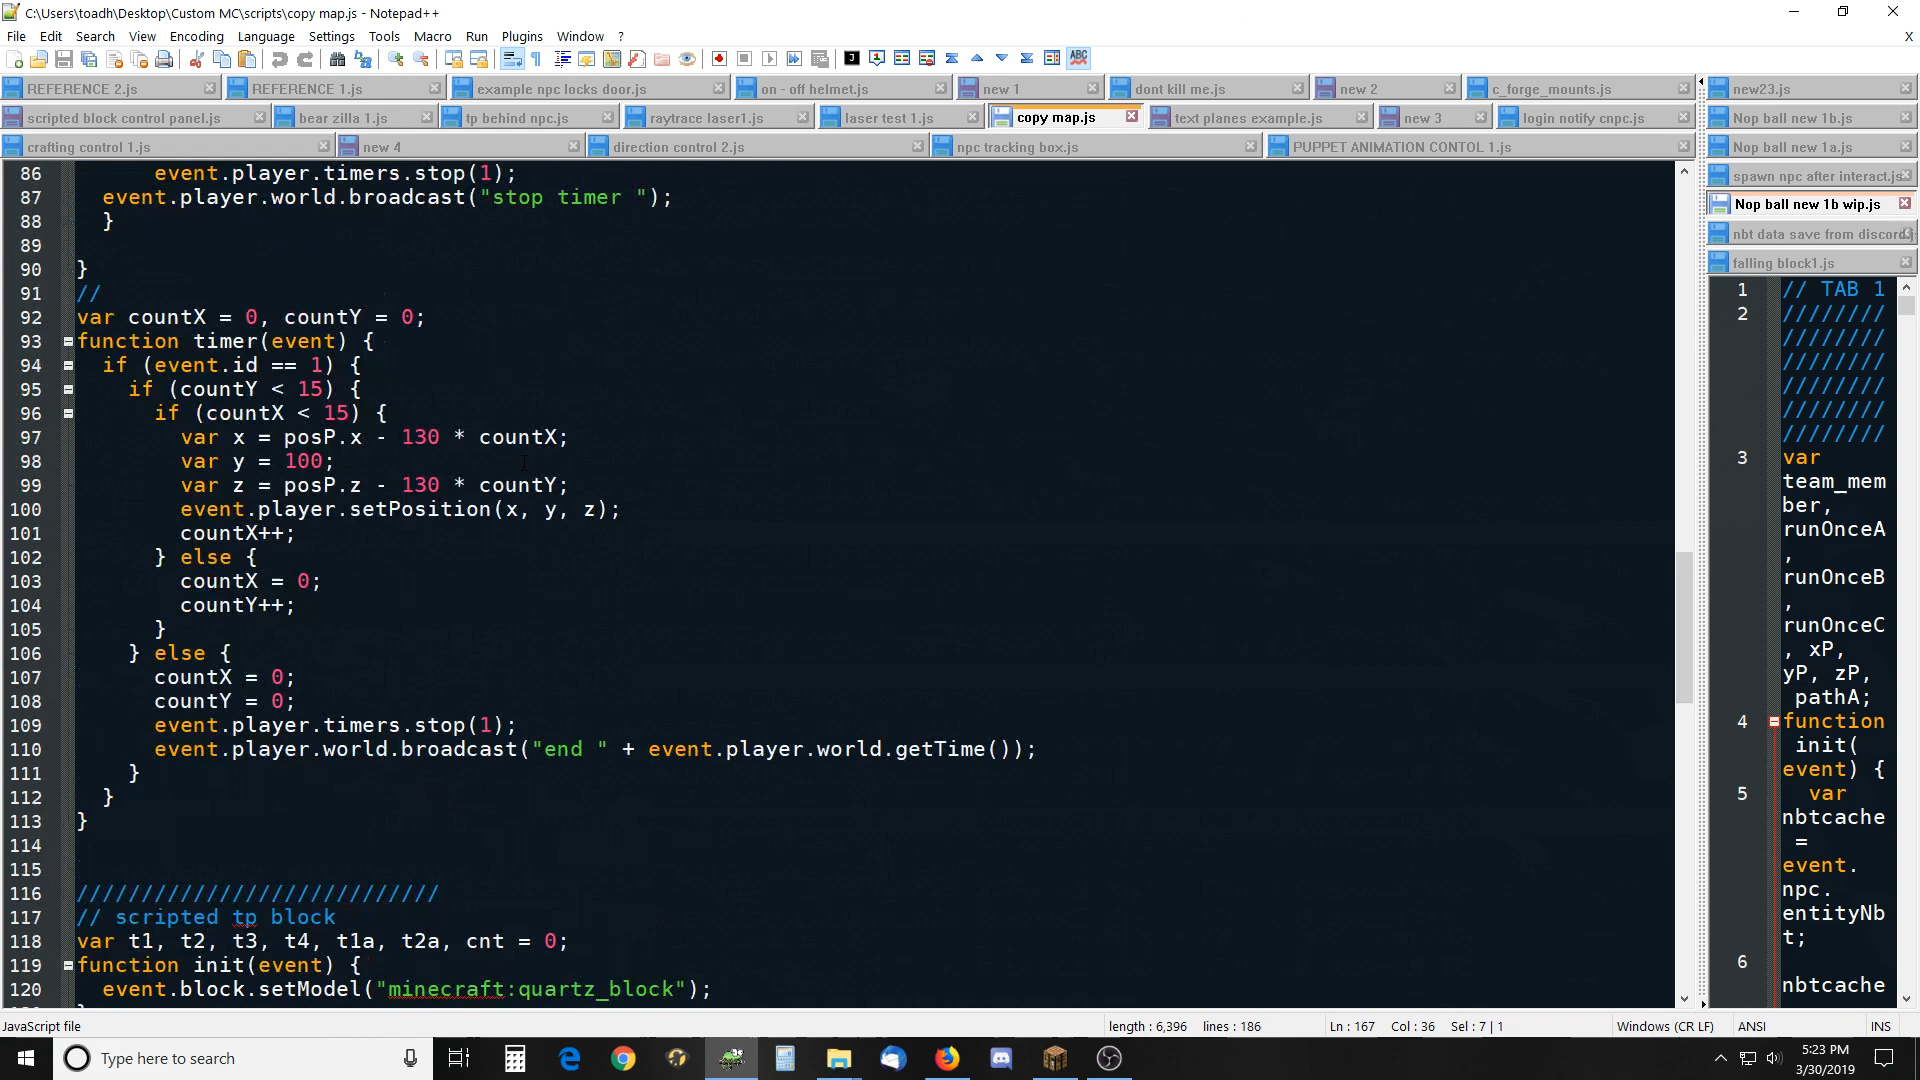 C:\Users\toadh\Desktop\Custom MC\scripts\copy map.js - Notepad++
File Edit Search View Encoding Language Settings Tools Macro Run Plugins Window ? X
REFERENCE 2.js REFERENCE 1.js example npc locks door.js on - off helmet.js new 1 dont kill me.js new 2 c_forge_mounts.js
scripted block control panel.js bear zilla 1.js tp behind npc.js raytrace laser1.js laser test 1.js copy map.js text planes example.js new 3 login notify cnpc.js
crafting control 1.js new 4 direction control 2.js npc tracking box.js PUPPET ANIMATION CONTOL 1.js
86 event.player.timers.stop(1);
87 event.player.world.broadcast("stop timer ");
88 }
89
90 }
91 //
92 var countX = 0, countY = 0;
93 function timer(event) {
94 if (event.id == 1) {
95 if (countY < 15) {
96 if (countX < 15) {
97 var x = posP.x - 130 * countX;
98 var y = 100;
99 var z = posP.z - 130 * countY;
100 event.player.setPosition(x, y, z);
101 countX++;
102 } else {
103 countX = 0;
104 countY++;
105 }
106 } else {
107 countX = 0;
108 countY = 0;
109 event.player.timers.stop(1);
110 event.player.world.broadcast("end " + event.player.world.getTime());
111 }
112 }
113 }
114
115
116 ////////////////////////////
117 // scripted tp block
118 var t1, t2, t3, t4, t1a, t2a, cnt = 0;
119 function init(event) {
120 event.block.setModel("minecraft:quartz_block");
new23.js
Nop ball new 1b.js
Nop ball new 1a.js
spawn npc after interact.js
Nop ball new 1b wip.js
nbt data save from discord.j
falling block1.js
1 // TAB 1
2 ////////
////////
////////
////////
////////
////////
3 var
team_mem
ber,
runOnceA
,
runOnceB
,
runOnceC
, xP,
yP, zP,
pathA;
4 function
init(
event) {
5 var
nbtcache
=
event.
npc.
entityNb
t;
6
nbtcache
JavaScript file length : 6,396 lines : 186 Ln : 167 Col : 36 Sel : 7 | 1 Windows (CR LF) ANSI INS
Type here to search
5:23 PM
3/30/2019